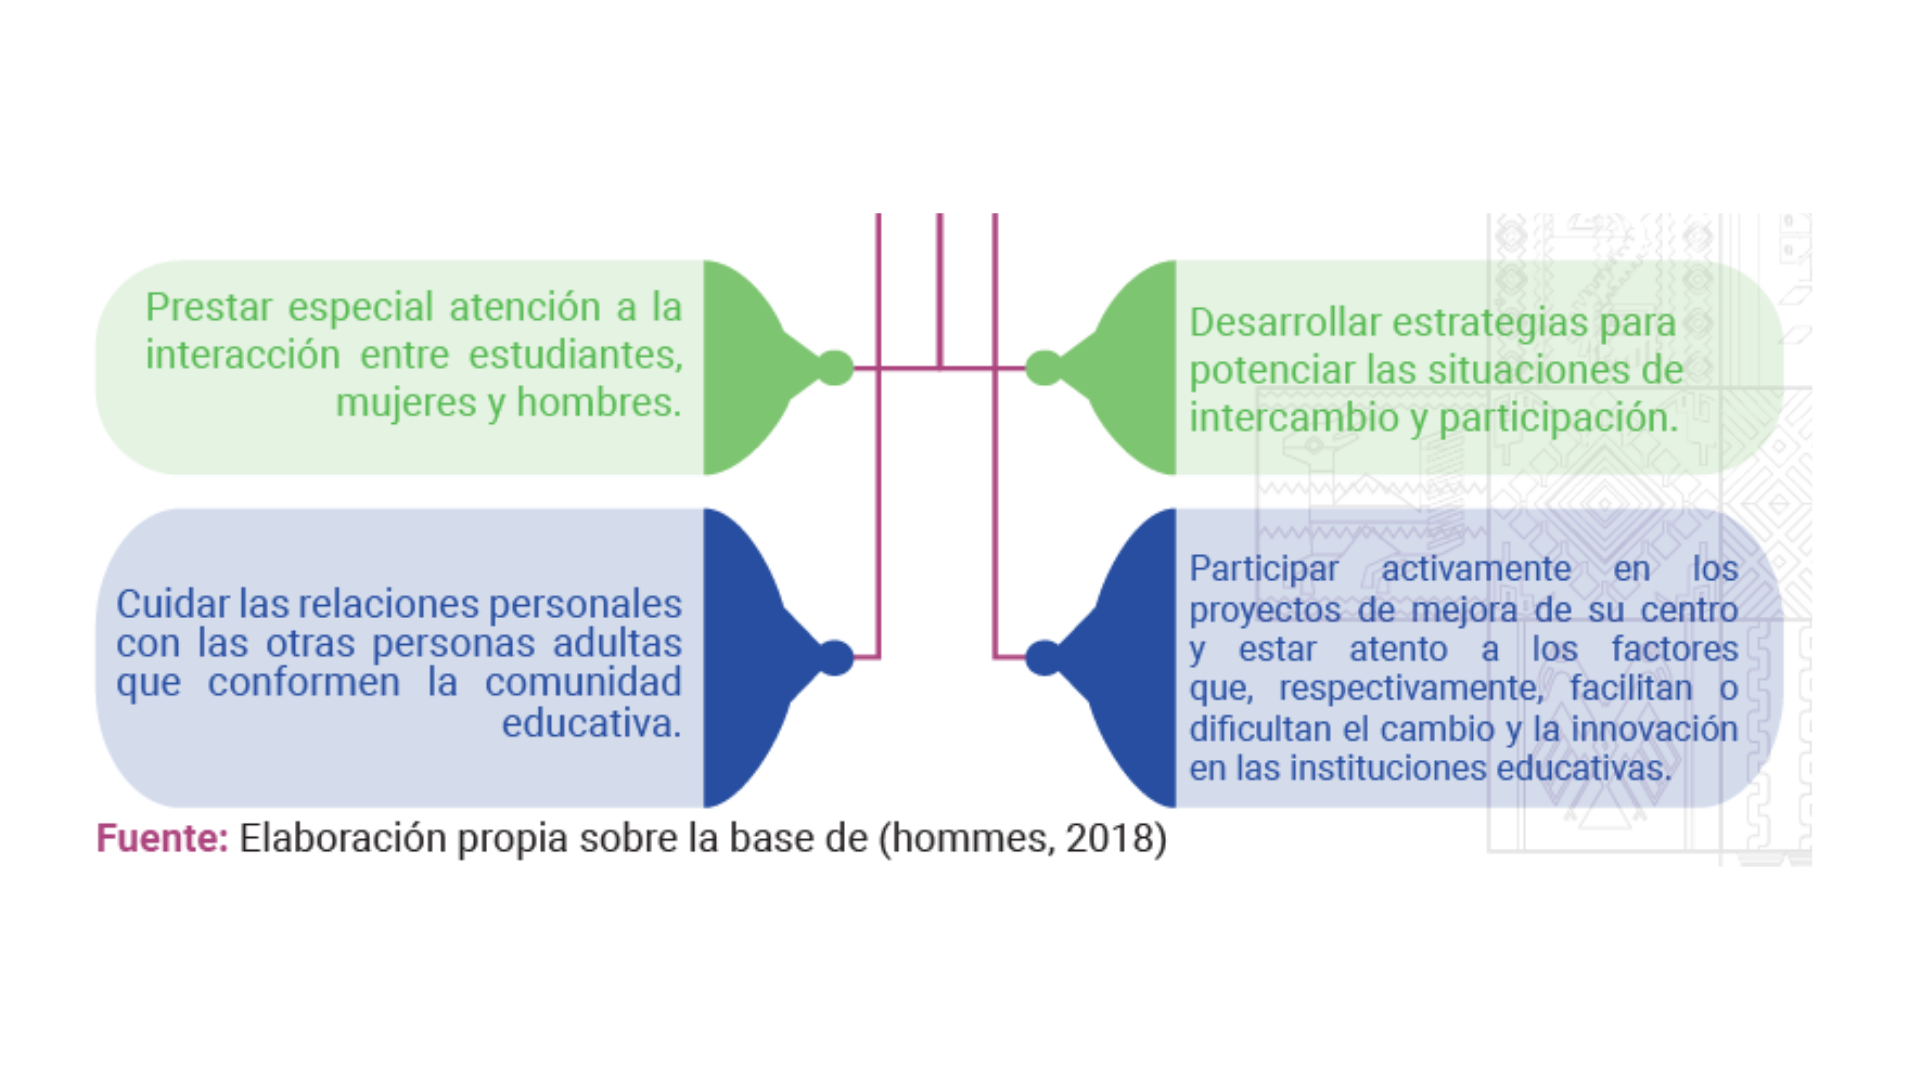 Prestar especial atención a la
interacción entre estudiantes,
mujeres y hombres.
Desarrollar estrategias para
potenciar las situaciones de
intercambio y participación.
Cuidar las relaciones personales
con las otras personas adultas
que conformen la comunidad
educativa.
Participar activamente en los
proyectos de mejora de su centro
y estar atento a los factores
que, respectivamente, facilitan o
dificultan el cambio y la innovación
en las instituciones educativas.
Fuente: Elaboración propia sobre la base de (hommes, 2018)